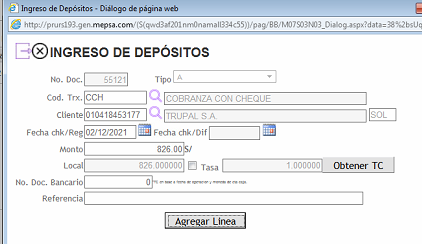 Ingreso de Depósitos - Diálogo de página web
http://prurs193.gen.mepsa.com/(S(qwd3af201nm0namall334c55))/pag/BB/M07S03N03_Dialog.aspx?data=38%2bsUq
INGRESO DE DEPÓSITOS
No. Doc. 55121 Tipo A
Cod. Trx. CCH COBRANZA CON CHEQUE
Cliente 010418453177 TRUPAL S.A. SOL
Fecha chk/Reg 02/12/2021 Fecha chk/Dif
Monto 826.00 S/
Local 826.000000 Tasa 1.000000 Obtener TC
No. Doc. Bancario 0
Referencia
Agregar Linea